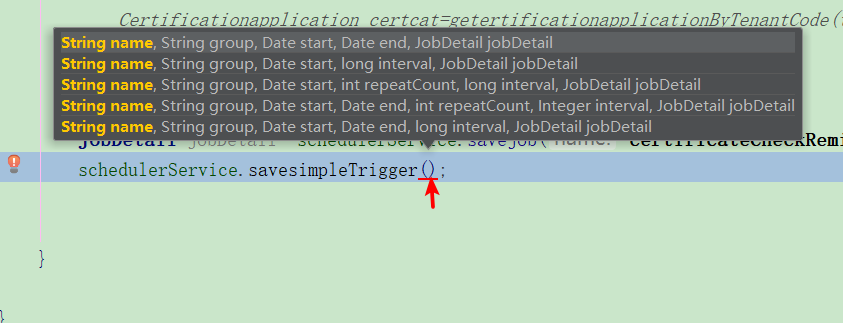 Certificationapplication certcat=getertificationapplicationByTenantCode(
String name, String group, Date start, Date end, JobDetail jobDetail
String name, String group, Date start, long interval, JobDetail jobDetail
String name, String group, Date start, int repeatCount, long interval, JobDetail jobDetail
String name, String group, Date start, Date end, int repeatCount, Integer interval, JobDetail jobDetail
String name, String group, Date start, Date end, long interval, JobDetail jobDetail
JobDetail jobDetail schedulerService.savejob( name: certificateCheckRemi
schedulerService.savesimpleTrigger();
}
}